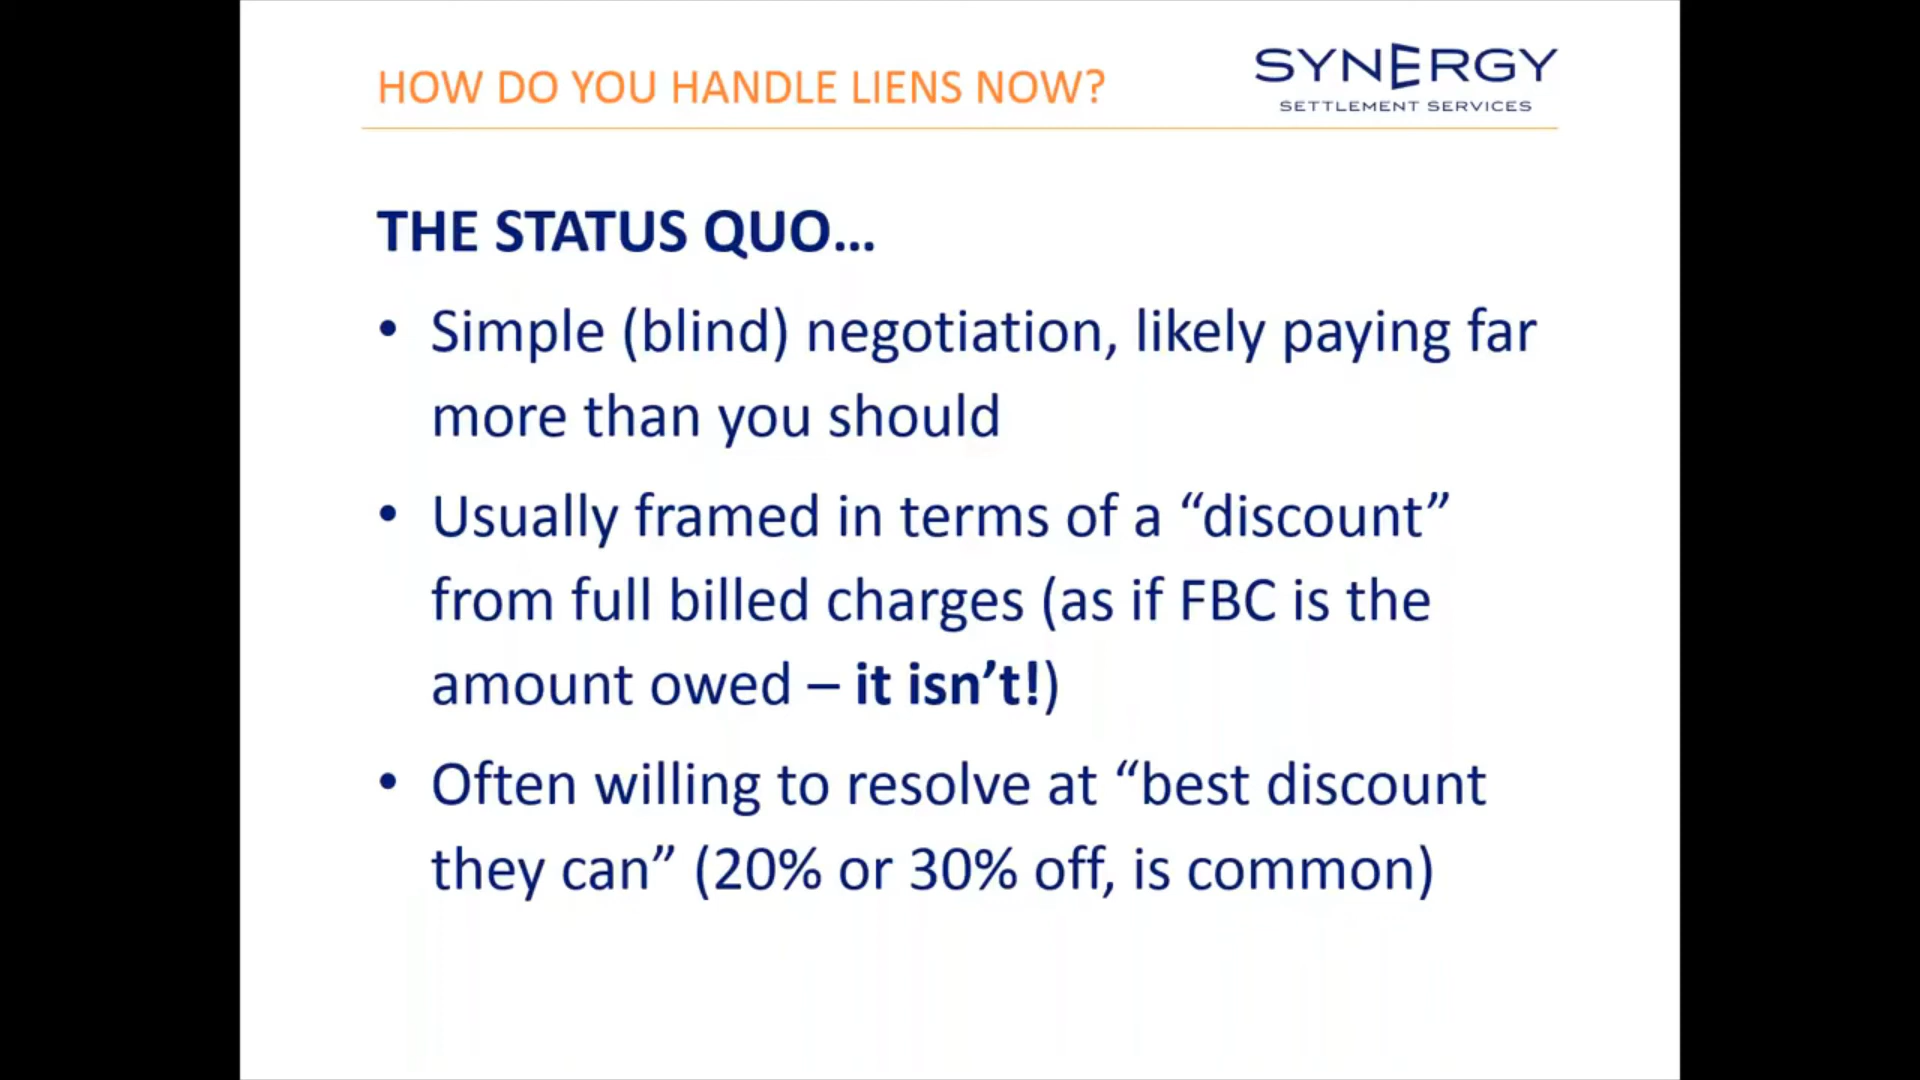 HOW DO YOU HANDLE LIENS NOW?
SYNERGY
SETTLEMENT SERVICES
THE STATUS QUO...
• Simple (blind) negotiation, likely paying far
more than you should
• Usually framed in terms of a “discount”
from full billed charges (as if FBC is the
amount owed – it isn’t!)
• Often willing to resolve at “best discount
they can” (20% or 30% off, is common)